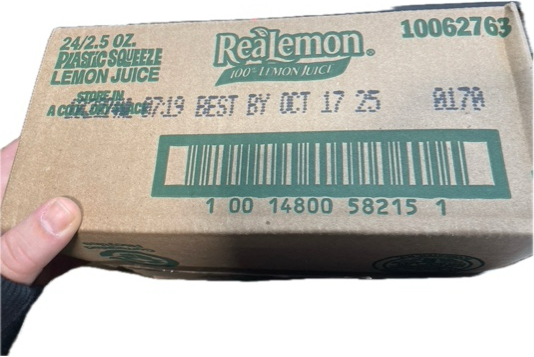 24/2.5 OZ.
PLASTIC SQUEEZE
LEMON JUICE
STORE IN
A COOL, DRY PLACE
ReaLemon®
100% LEMON JUICE
10062763
07:19 BEST BY OCT 17 25 0170
1 00 14800 58215 1